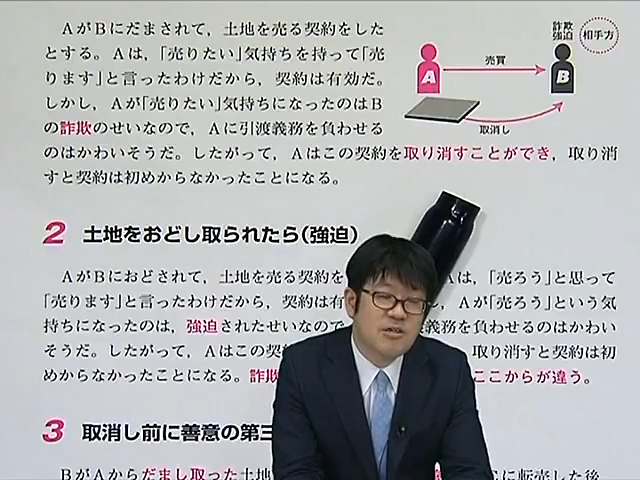 AがBにだまされて，土地を売る契約をした
とする。Aは，「売りたい」気持ちを持って「売
ります」と言ったわけだから，契約は有効だ。
しかし，Aが「売りたい」気持ちになったのはB
の詐欺のせいなので，Aに引渡義務を負わせる
のはかわいそうだ。したがって，Aはこの契約を取り消すことができ，取り消
すと契約は初めからなかったことになる。
詐欺
強迫
相手方
売買
A
B
取消し
2 土地をおどし取られたら（強迫）
AがBにおどされて，土地を売る契約を Aは，「売ろう」と思って
「売ります」と言ったわけだから，契約は有 Aが「売ろう」という気
持ちになったのは，強迫されたせいなので 義務を負わせるのはかわい
そうだ。したがって，Aはこの契約 取り消すと契約は初
めからなかったことになる。詐欺 ここからが違う。
3 取消し前に善意の第三
BがAからだまし取った土地 に転売した後